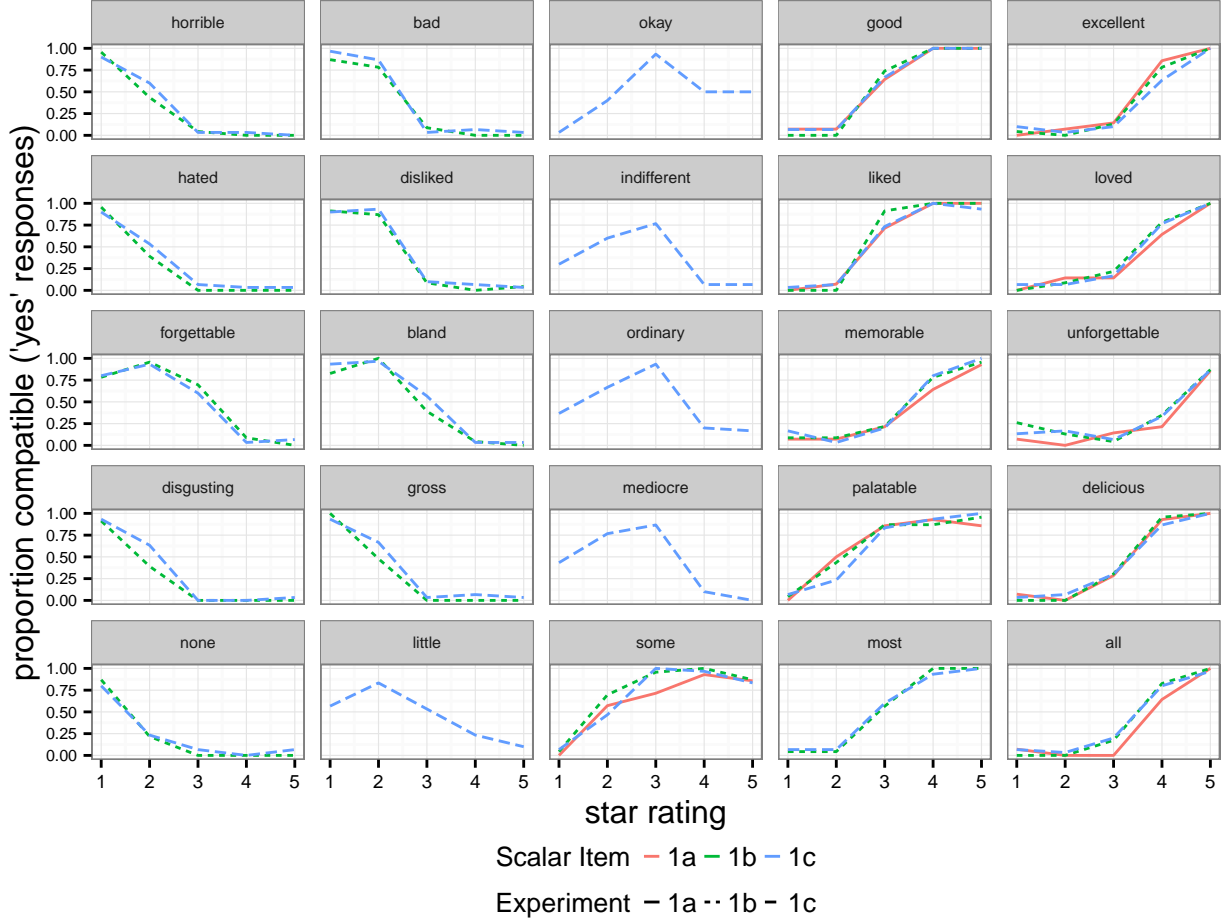 horrible bad okay good excellent
1.00
0.75
0.50
0.25
0.00
hated disliked indifferent liked loved
1.00
0.75
0.50
0.25
0.00
forgettable bland ordinary memorable unforgettable
1.00
0.75
0.50
0.25
0.00
disgusting gross mediocre palatable delicious
1.00
0.75
0.50
0.25
0.00
none little some most all
1.00
0.75
0.50
0.25
0.00
1 2 3 4 5 1 2 3 4 5 1 2 3 4 5 1 2 3 4 5 1 2 3 4 5
proportion compatible ('yes' responses)
star rating
Scalar Item 1a 1b 1c
Experiment 1a 1b 1c